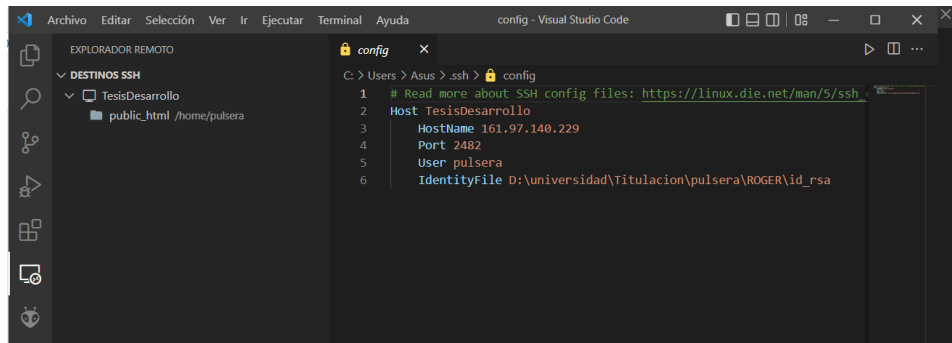 Archivo Editar Selección Ver Ir Ejecutar Terminal Ayuda config - Visual Studio Code
EXPLORADOR REMOTO
DESTINOS SSH
TesisDesarrollo
public_html /home/pulsera
config
C: > Users > Asus > .ssh > config
1 # Read more about SSH config files: https://linux.die.net/man/5/ssh_
2 Host TesisDesarrollo
3 HostName 161.97.140.229
4 Port 2482
5 User pulsera
6 IdentityFile D:\universidad\Titulacion\pulsera\ROGER\id_rsa